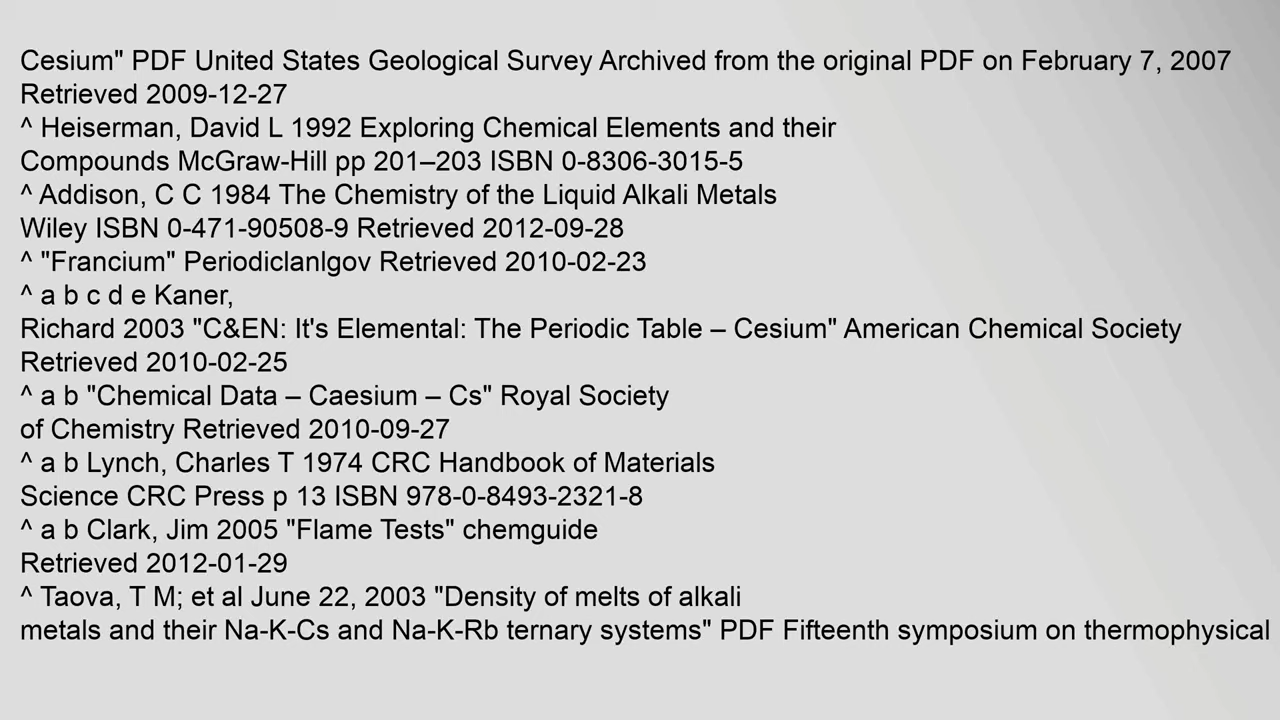 Cesium" PDF United States Geological Survey Archived from the original PDF on February 7, 2007
Retrieved 2009-12-27
^ Heiserman, David L 1992 Exploring Chemical Elements and their
Compounds McGraw-Hill pp 201–203 ISBN 0-8306-3015-5
^ Addison, C C 1984 The Chemistry of the Liquid Alkali Metals
Wiley ISBN 0-471-90508-9 Retrieved 2012-09-28
^ "Francium" Periodiclanlgov Retrieved 2010-02-23
^ a b c d e Kaner,
Richard 2003 "C&EN: It's Elemental: The Periodic Table – Cesium" American Chemical Society
Retrieved 2010-02-25
^ a b "Chemical Data – Caesium – Cs" Royal Society
of Chemistry Retrieved 2010-09-27
^ a b Lynch, Charles T 1974 CRC Handbook of Materials
Science CRC Press p 13 ISBN 978-0-8493-2321-8
^ a b Clark, Jim 2005 "Flame Tests" chemguide
Retrieved 2012-01-29
^ Taova, T M; et al June 22, 2003 "Density of melts of alkali
metals and their Na-K-Cs and Na-K-Rb ternary systems" PDF Fifteenth symposium on thermophysical